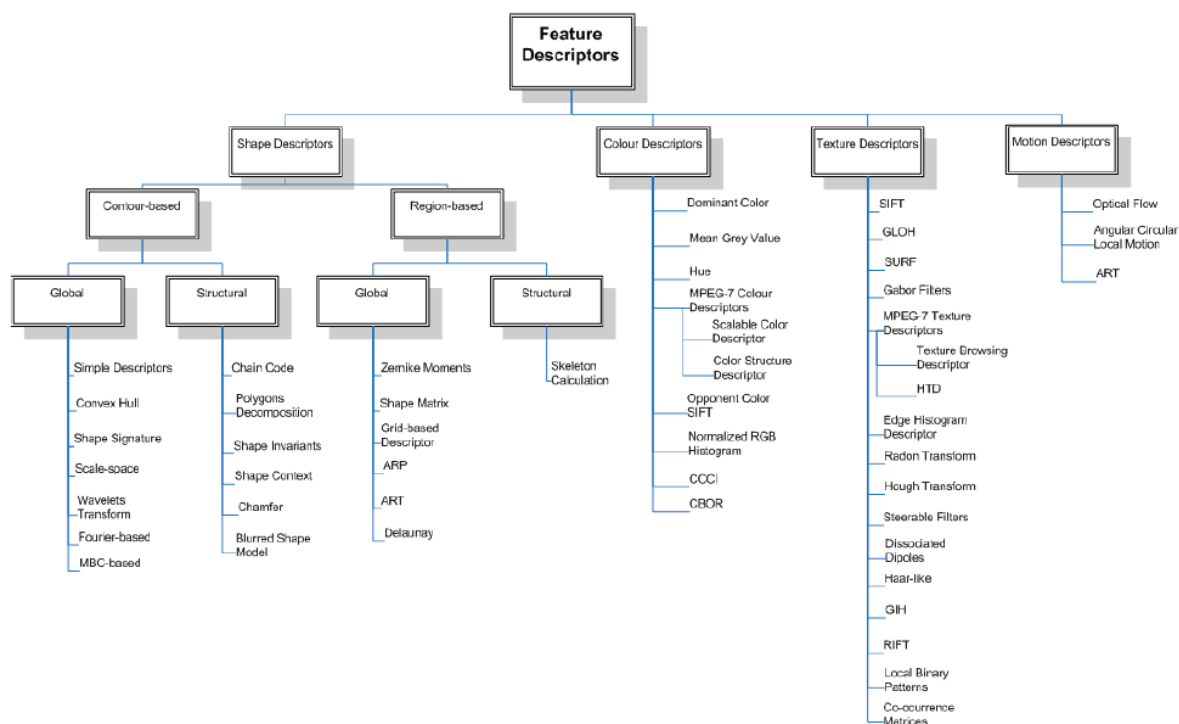 Feature
Descriptors
Shape Descriptors
Colour Descriptors
Texture Descriptors
Motion Descriptors
Contour-based
Region-based
Global
Structural
Global
Structural
Simple Descriptors
Convex Hull
Shape Signature
Scale-space
Wavelets
Transform
Fourier-based
MBC-based
Chain Code
Polygons
Decomposition
Shape Invariants
Shape Context
Chamfer
Blurred Shape
Model
Zernike Moments
Shape Matrix
Grid-based
Descriptor
ARP
ART
Delaunay
Skeleton
Calculation
Dominant Color
Mean Grey Value
Hue
MPEG-7 Colour
Descriptors
Scalable Color
Descriptor
Color Structure
Descriptor
Opponent Color
SIFT
Normalized RGB
Histogram
CCCI
CBOR
SIFT
GLOH
SURF
Gabor Filters
MPEG-7 Texture
Descriptors
Texture Browsing
Descriptor
HTD
Edge Histogram
Descriptor
Radon Transform
Hough Transform
Steerable Filters
Dissociated
Dipoles
Haar-like
GIH
RIFT
Local Binary
Patterns
Co-ocurrence
Matrices
Optical Flow
Angular Circular
Local Motion
ART